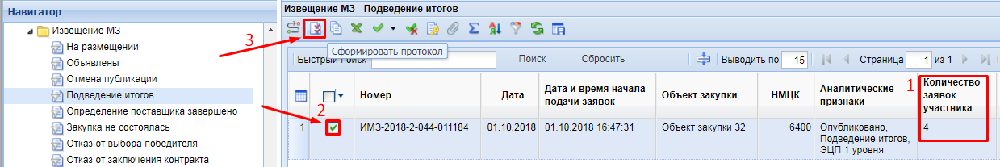 Навигатор
Извещение МЗ
На размещении
Объявлены
Отмена публикации
Подведение итогов
Определение поставщика завершено
Закупка не состоялась
Отказ от выбора победителя
Отказ от заключения контракта
3
2
Извещение МЗ - Подведение итогов
Сформировать протокол
Быстрый поиск Поиск Сбросить Выводить по 15 Страница 1 из 1
Номер Дата Дата и время начала подачи заявок Объект закупки НМЦК Аналитические признаки 1 Количество заявок участника
1 ИМЗ-2018-2-044-011184 01.10.2018 01.10.2018 16:47:31 Объект закупки 32 6400 Опубликовано, Подведение итогов, ЭЦП 1 уровня 4